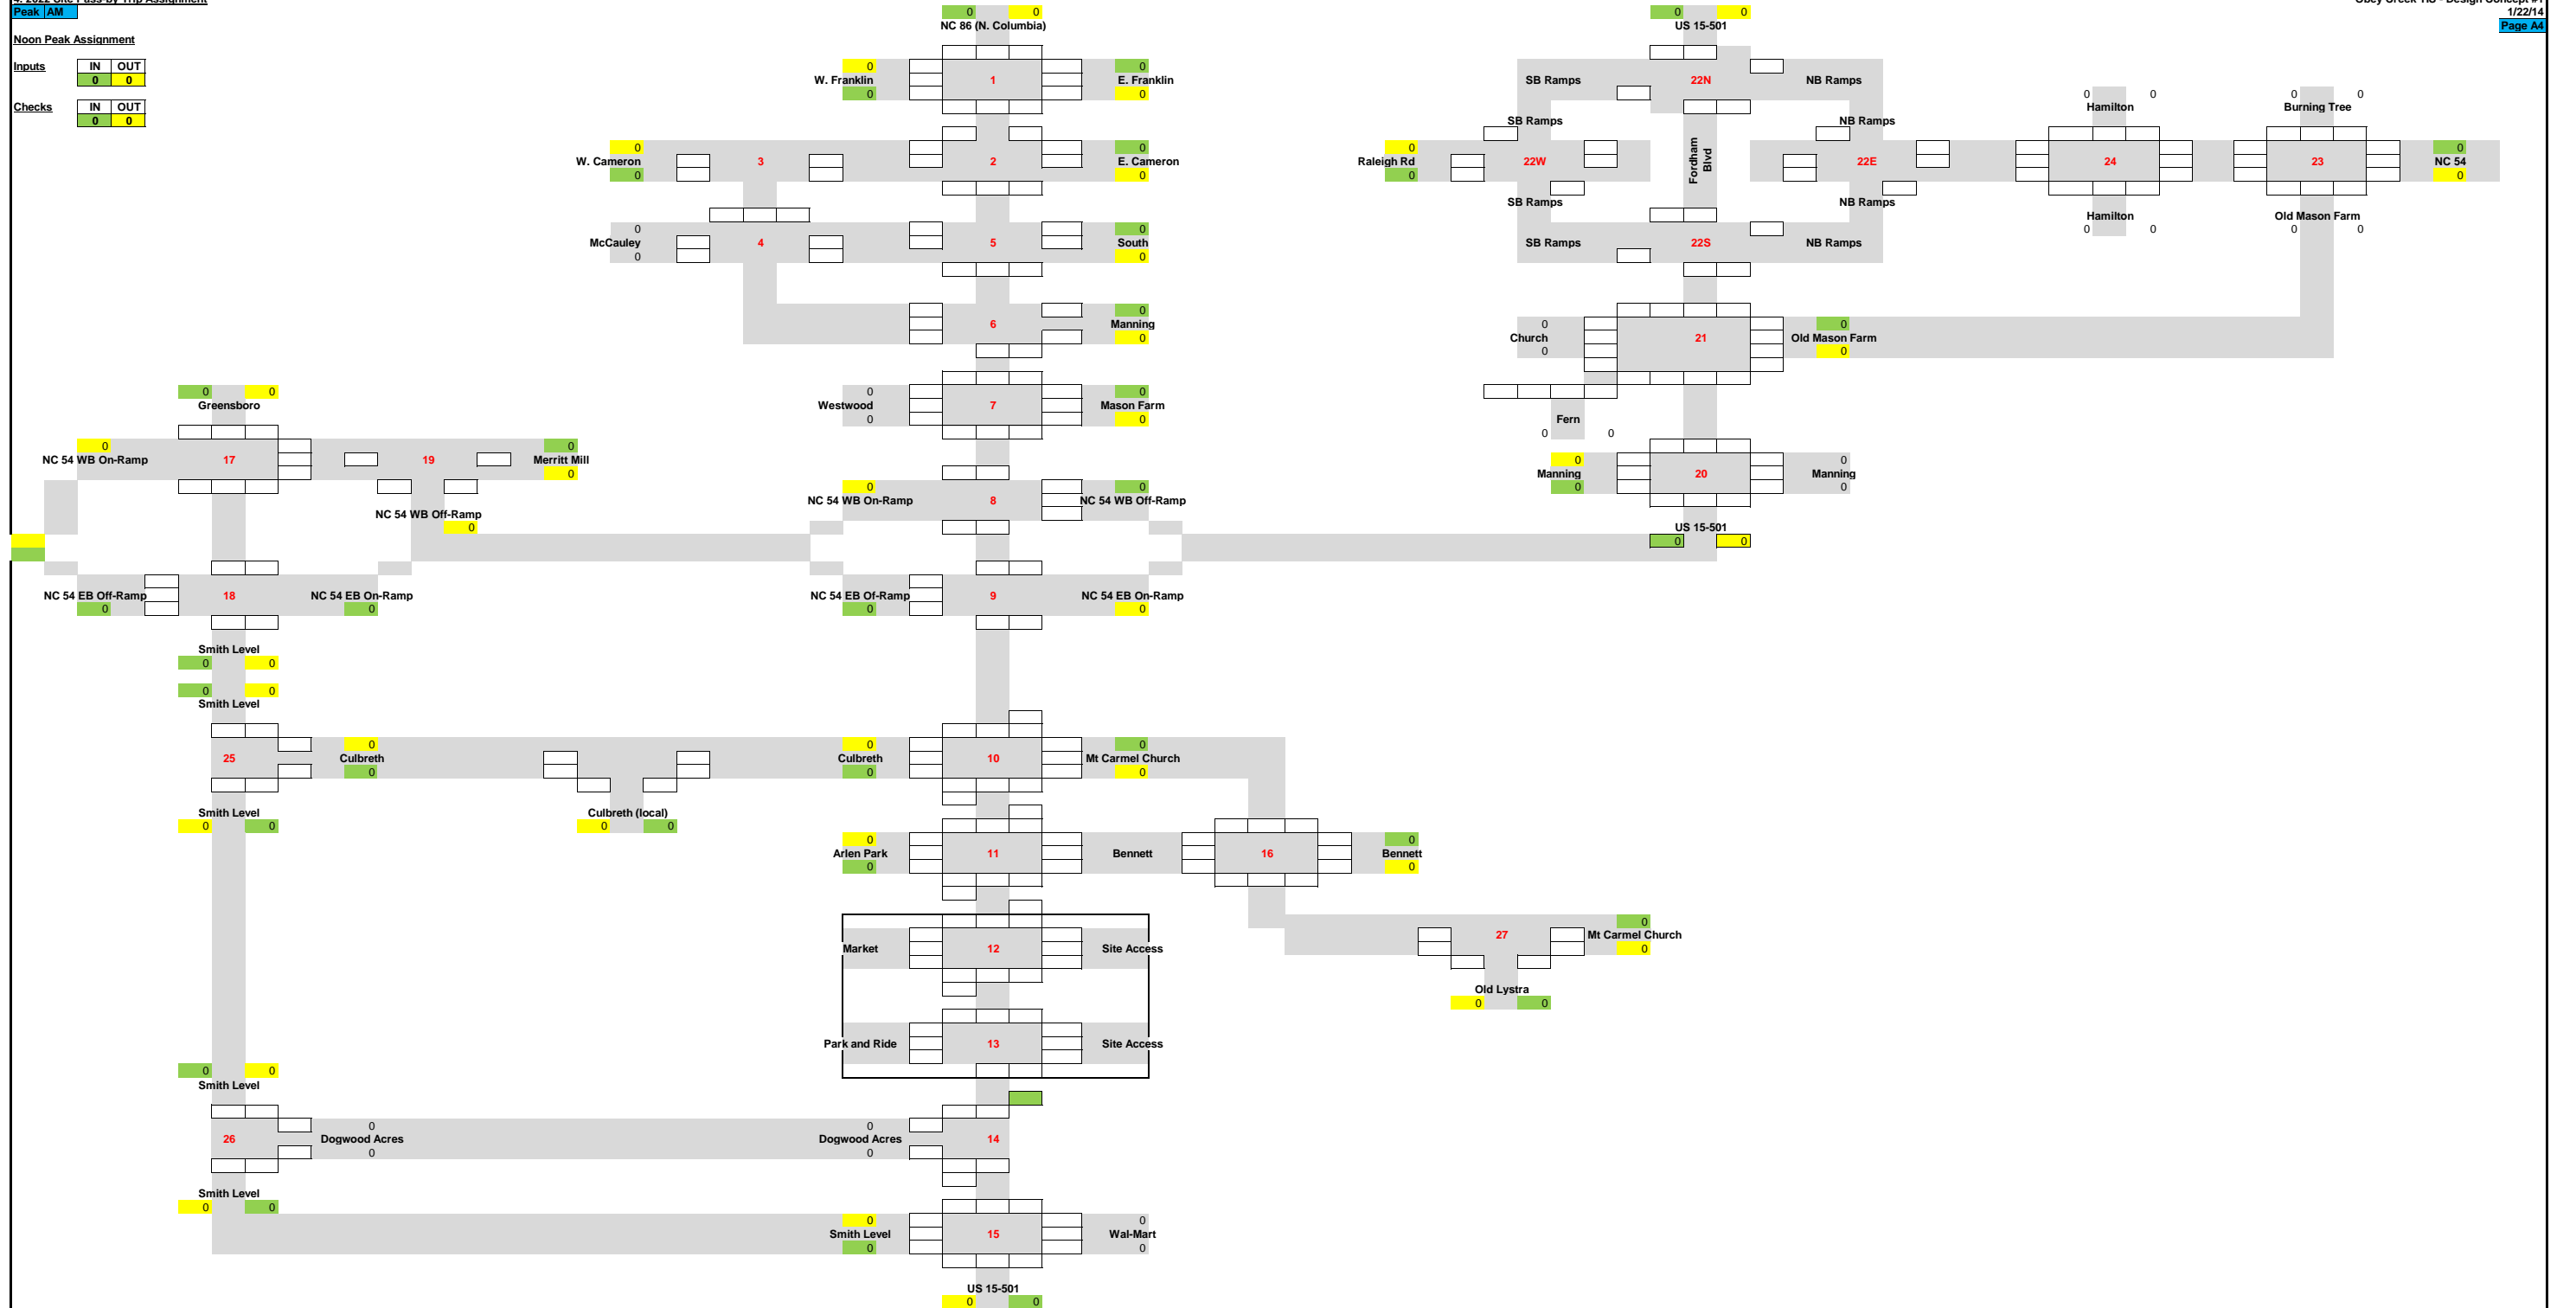 4. 2022 Site Pass-by Trip Assignment
Obey Creek TIS - Design Concept #1
Peak AM
1/22/14
Page A4
Noon Peak Assignment
Inputs IN OUT
0 0
Checks IN OUT
0 0
0 0
NC 86 (N. Columbia)
0 0
US 15-501
0 0
W. Franklin 1 E. Franklin
0 0
SB Ramps 22N NB Ramps
0 0
Hamilton
0 0
Burning Tree
SB Ramps NB Ramps
0 0
W. Cameron 3 2 E. Cameron
0 0
0
Raleigh Rd 22W
0
Fordham
Blvd
22E 24 23
0
NC 54
0
SB Ramps NB Ramps
Hamilton
0 0
Old Mason Farm
0 0
0 0
McCauley 4 5 South
0 0
SB Ramps 22S NB Ramps
0
6 Manning
0
0 0
Church 21 Old Mason Farm
0 0
0 0
Greensboro
0 0
Westwood 7 Mason Farm
0 0
Fern
0 0
0 0
NC 54 WB On-Ramp 17 19 Merritt Mill
0
0 0
Manning 20 Manning
0 0
0 0
NC 54 WB On-Ramp 8 NC 54 WB Off-Ramp
NC 54 WB Off-Ramp
0
US 15-501
0 0
NC 54 EB Off-Ramp 18 NC 54 EB On-Ramp
0 0
NC 54 EB Of-Ramp 9 NC 54 EB On-Ramp
0 0
Smith Level
0 0
0 0
Smith Level
0 0 0
25 Culbreth Culbreth 10 Mt Carmel Church
0 0 0
Smith Level
0 0
Culbreth (local)
0 0
0 0
Arlen Park 11 Bennett 16 Bennett
0 0
0
Market 12 Site Access 27 Mt Carmel Church
0
Old Lystra
0 0
Park and Ride 13 Site Access
0 0
Smith Level
0 0
26 Dogwood Acres Dogwood Acres 14
0 0
Smith Level
0 0
0 0
Smith Level 15 Wal-Mart
0 0
US 15-501
0 0